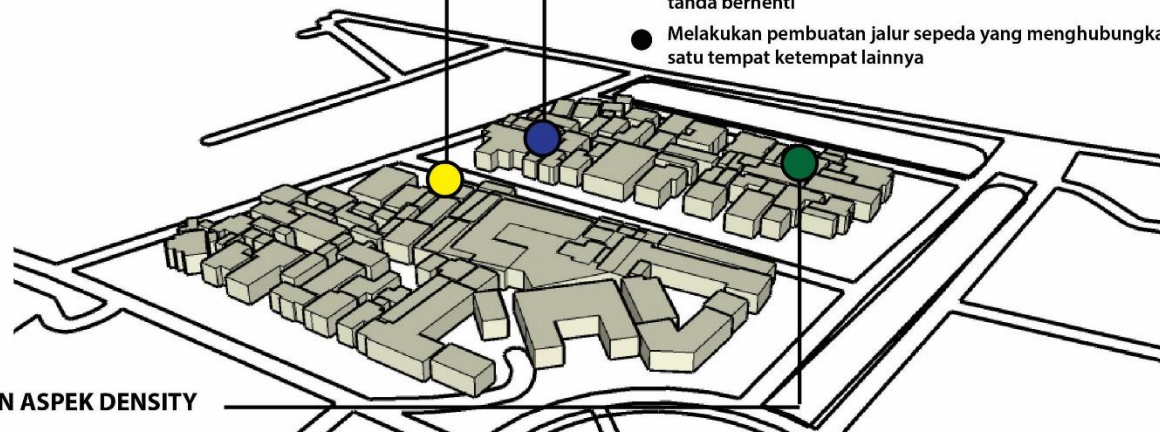 tanda berhenti
Melakukan pembuatan jalur sepeda yang menghubungka
satu tempat ketempat lainnya
N ASPEK DENSITY